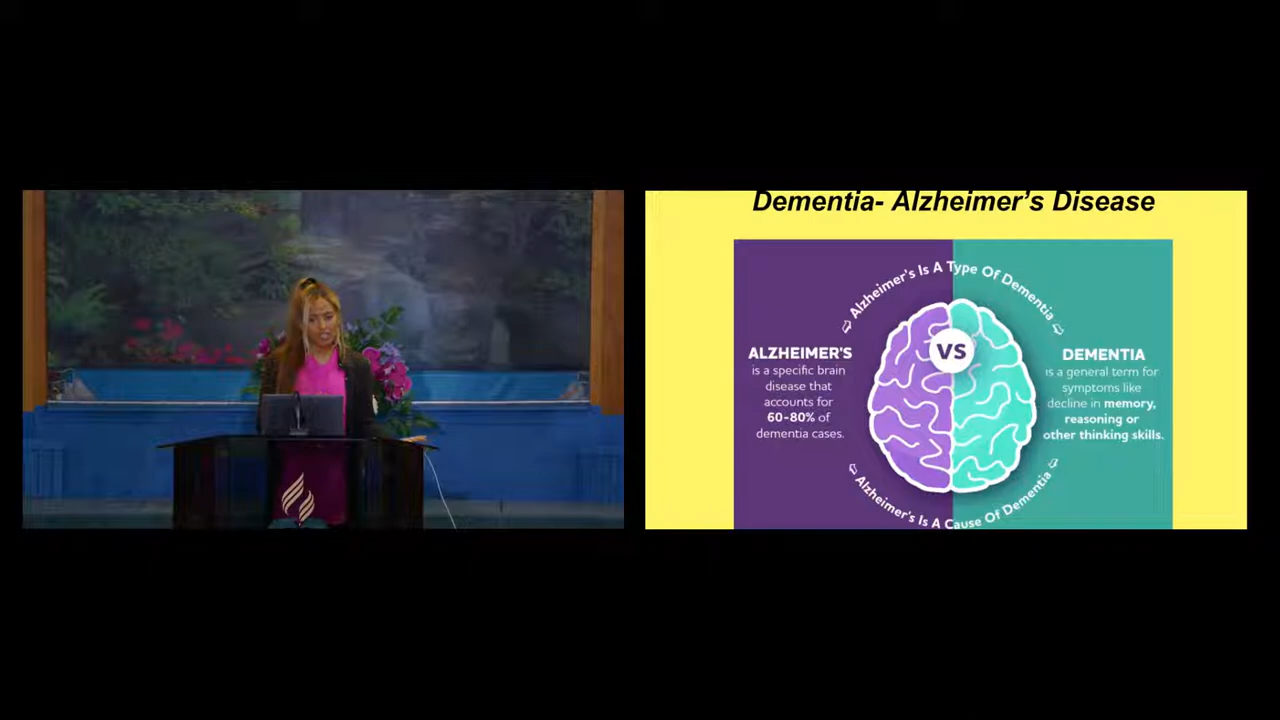 Dementia- Alzheimer's Disease
Alzheimer's Is A Type Of Dementia
VS
ALZHEIMER'S
is a specific brain
disease that
accounts for
60-80% of
dementia cases.
DEMENTIA
is a general term for
symptoms like
decline in memory,
reasoning or
other thinking skills.
Alzheimer's Is A Cause Of Dementia